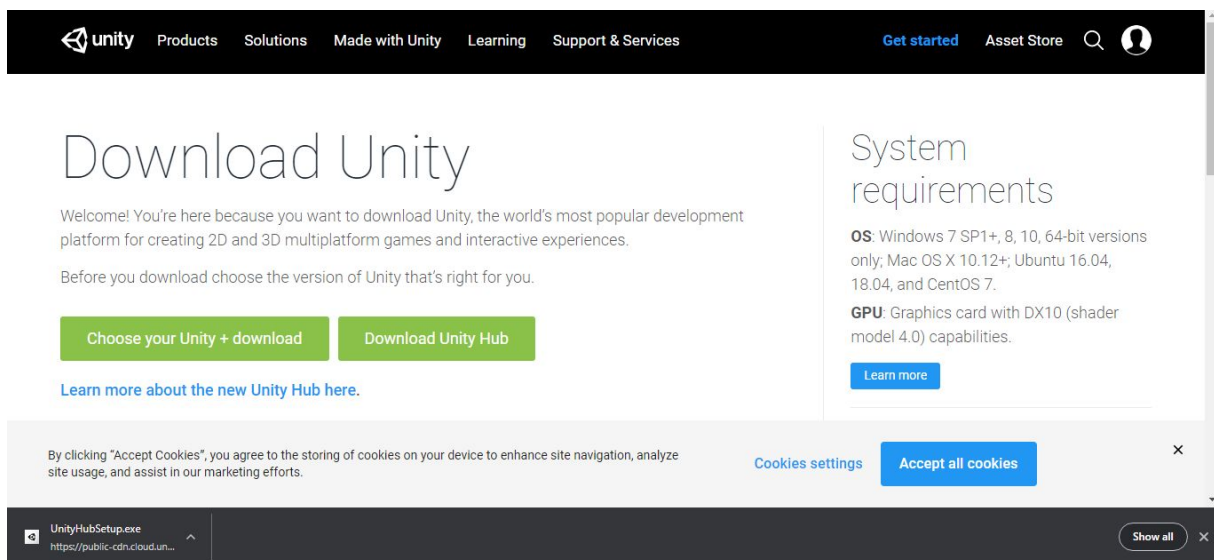 unity Products Solutions Made with Unity Learning Support & Services Get started Asset Store
Download Unity
Welcome! You're here because you want to download Unity, the world's most popular development
platform for creating 2D and 3D multiplatform games and interactive experiences.
Before you download choose the version of Unity that's right for you.
Choose your Unity + download Download Unity Hub
Learn more about the new Unity Hub here.
System
requirements
OS: Windows 7 SP1+, 8, 10, 64-bit versions
only; Mac OS X 10.12+; Ubuntu 16.04,
18.04, and CentOS 7.
GPU: Graphics card with DX10 (shader
model 4.0) capabilities.
Learn more
By clicking "Accept Cookies", you agree to the storing of cookies on your device to enhance site navigation, analyze
site usage, and assist in our marketing efforts.
Cookies settings Accept all cookies
UnityHubSetup.exe
https://public-cdn.cloud.un...
Show all